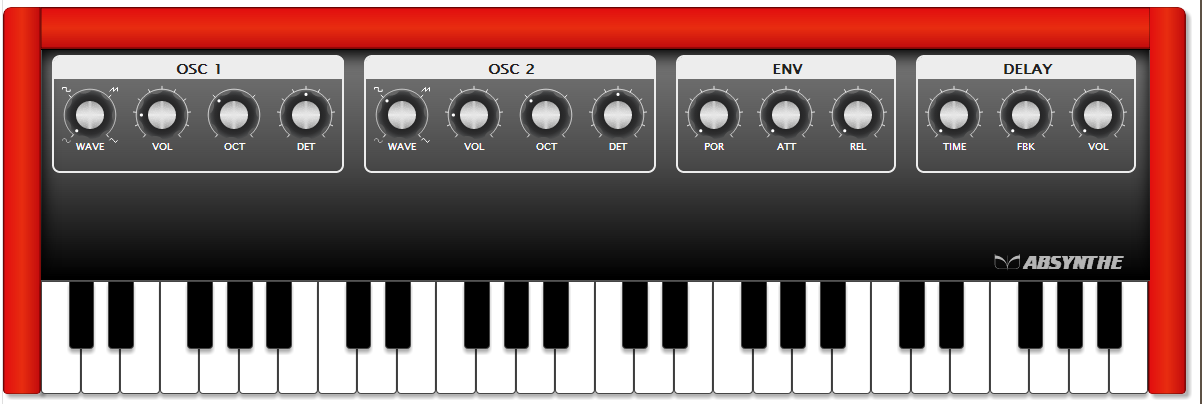 OSC 1
WAVE VOL OCT DET
OSC 2
WAVE VOL OCT DET
ENV
POR ATT REL
DELAY
TIME FBK VOL
ABSYNTHE